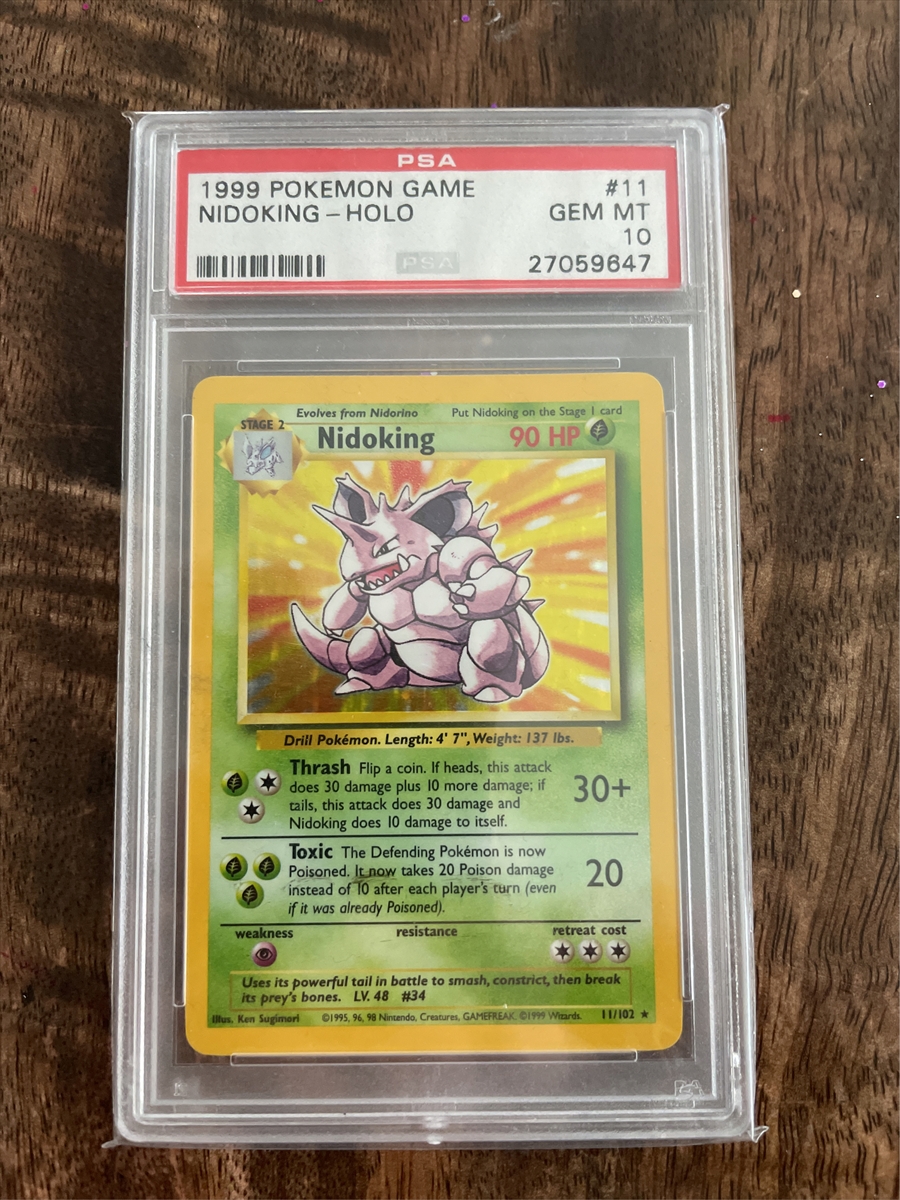 PSA
1999 POKEMON GAME #11
NIDOKING - HOLO GEM MT
10
PSA 27059647
Evolves from Nidorino Put Nidoking on the Stage 1 card
STAGE 2
Nidoking 90 HP
Drill Pokémon. Length: 4' 7", Weight: 137 lbs.
Thrash Flip a coin. If heads, this attack
does 30 damage plus 10 more damage; if
tails, this attack does 30 damage and
Nidoking does 10 damage to itself.
30+
Toxic The Defending Pokémon is now
Poisoned. It now takes 20 Poison damage
instead of 10 after each player's turn (even
if it was already Poisoned).
20
weakness resistance retreat cost
Uses its powerful tail in battle to smash, constrict, then break
its prey's bones. LV. 48 #34
Illus. Ken Sugimori ©1995, 96, 98 Nintendo, Creatures, GAMEFREAK. ©1999 Wizards. 11/102 ★